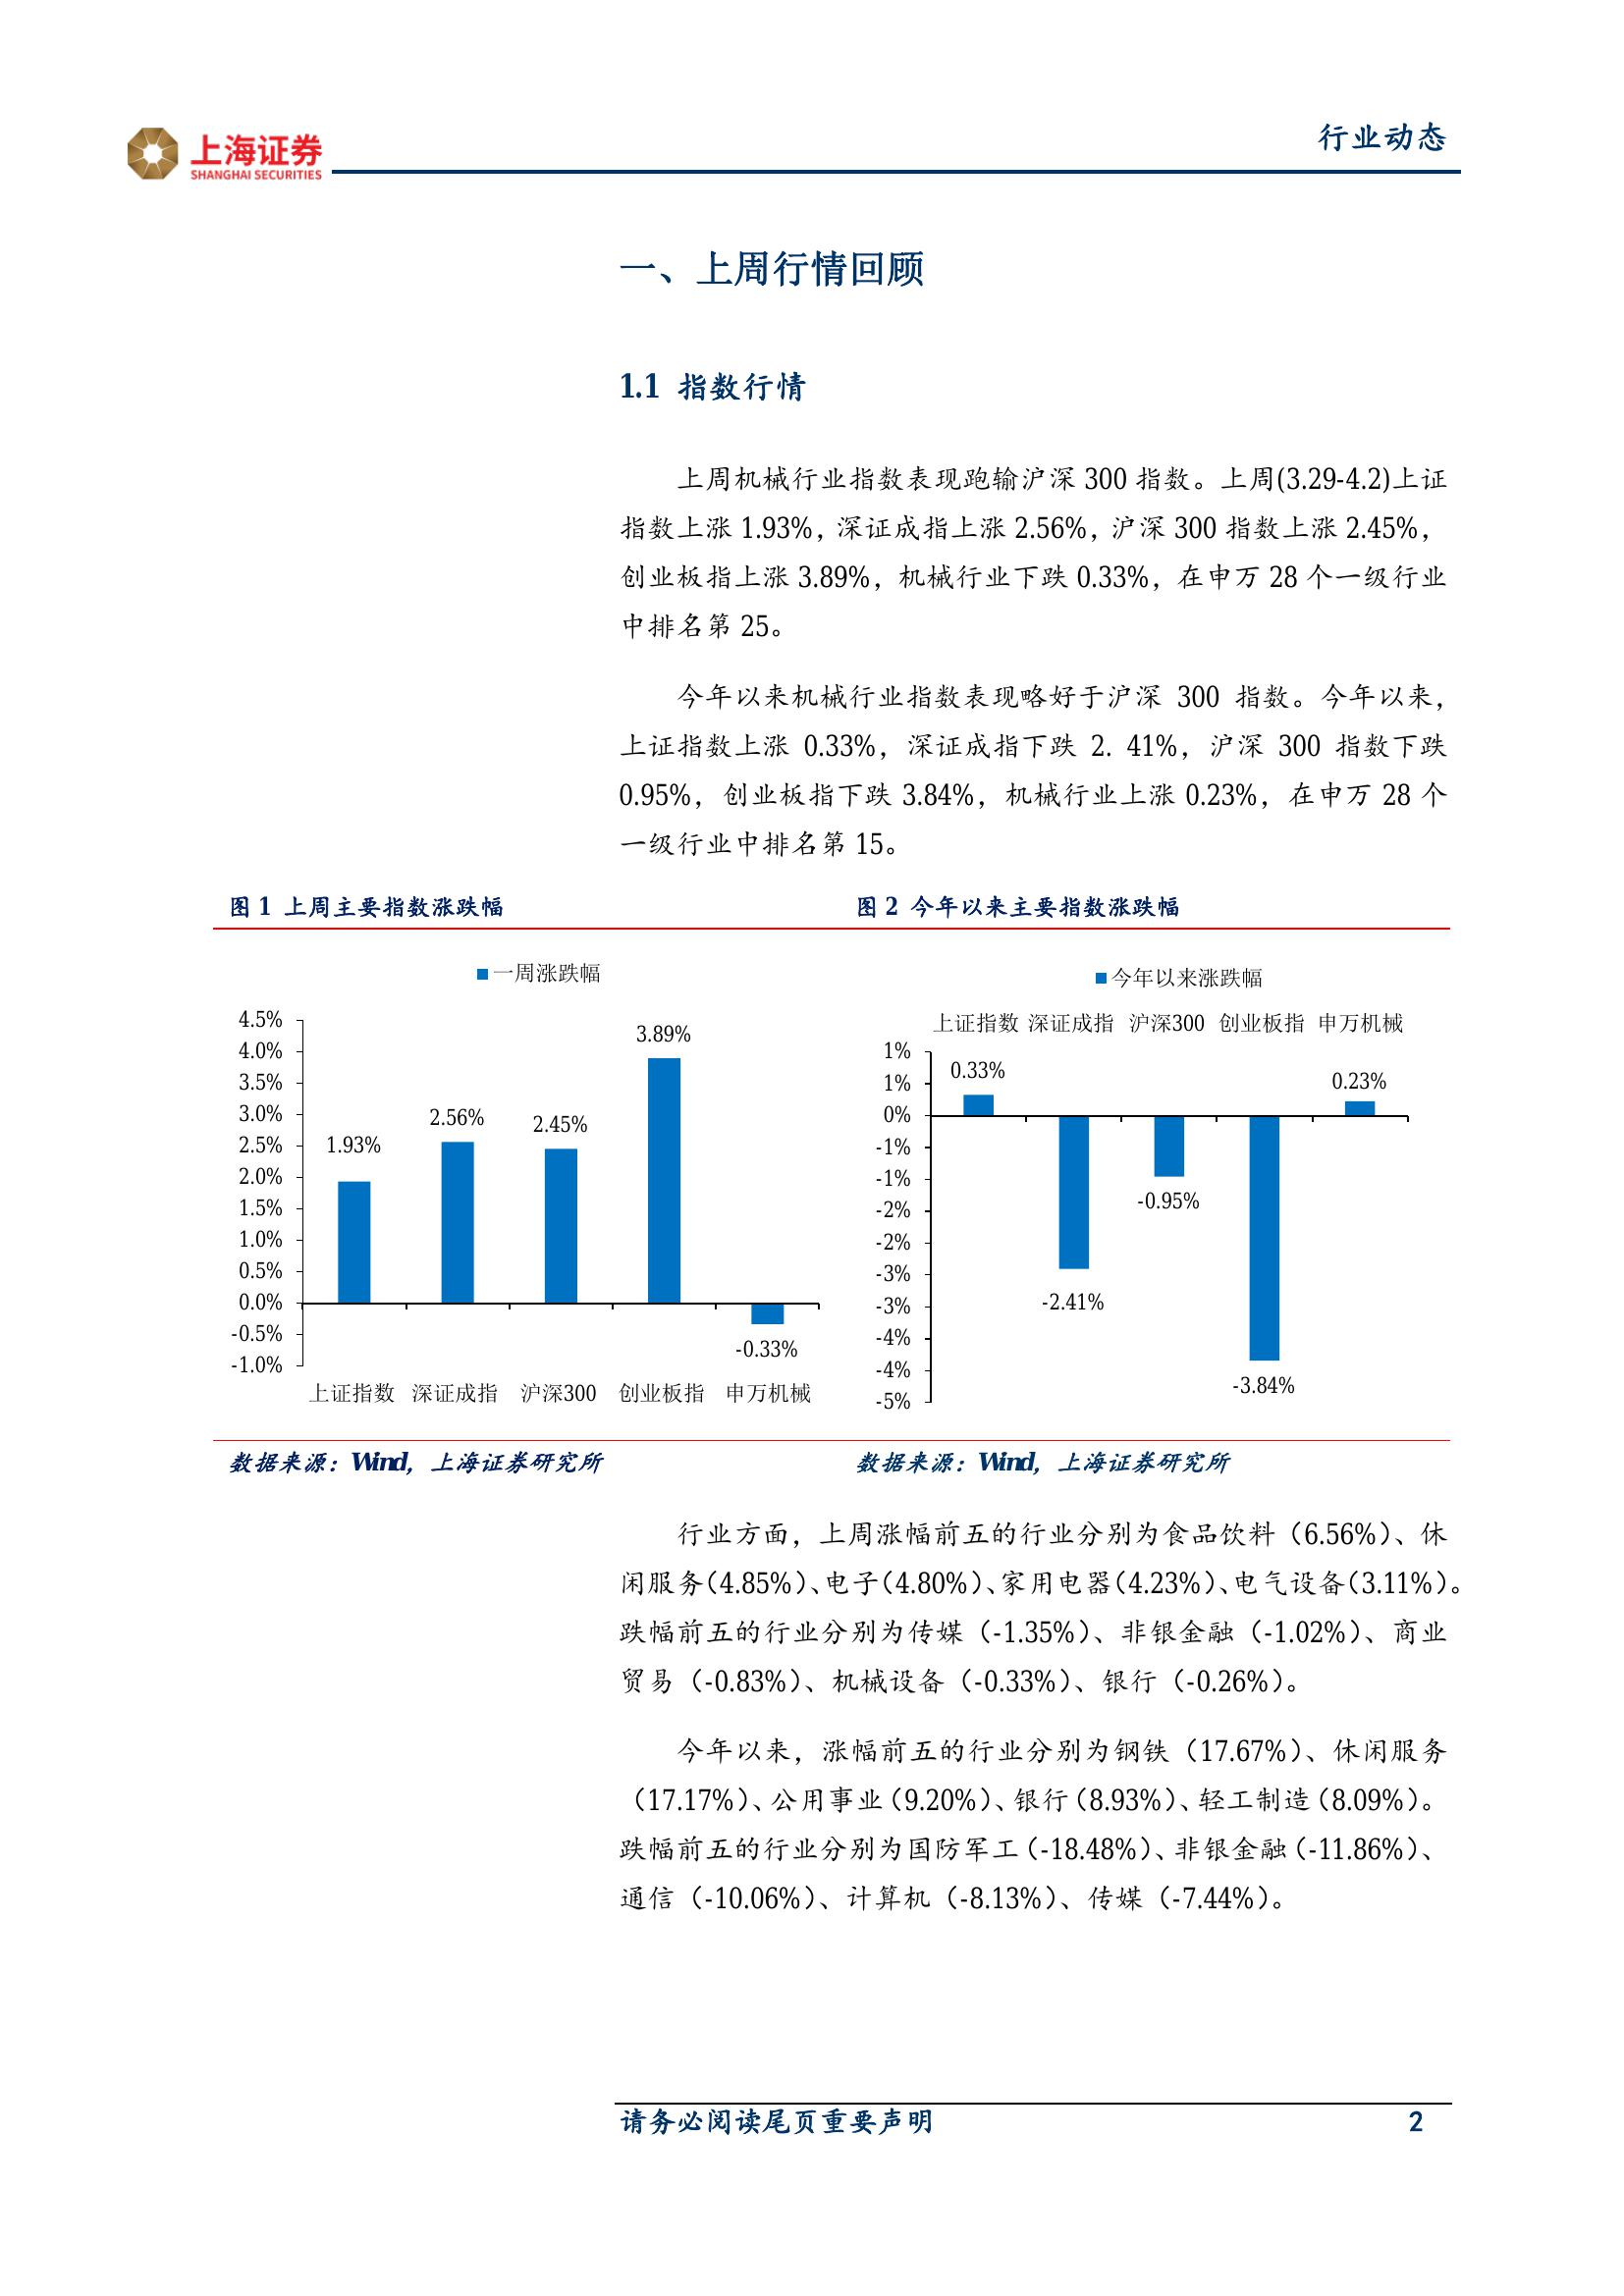 上海证券
SHANGHAI SECURITIES
行业动态
一、上周行情回顾
1.1 指数行情
上周机械行业指数表现跑输沪深 300 指数。上周(3.29-4.2)上证
指数上涨 1.93%，深证成指上涨 2.56%，沪深 300 指数上涨 2.45%，
创业板指上涨 3.89%，机械行业下跌 0.33%，在申万 28 个一级行业
中排名第 25。
今年以来机械行业指数表现略好于沪深 300 指数。今年以来，
上证指数上涨 0.33%，深证成指下跌 2. 41%，沪深 300 指数下跌
0.95%，创业板指下跌 3.84%，机械行业上涨 0.23%，在申万 28 个
一级行业中排名第 15。
图 1 上周主要指数涨跌幅
一周涨跌幅
4.5%
4.0%
3.5%
3.0%
2.5%
2.0%
1.5%
1.0%
0.5%
0.0%
-0.5%
-1.0%
1.93%
2.56%
2.45%
3.89%
-0.33%
上证指数 深证成指 沪深300 创业板指 申万机械
数据来源：Wind，上海证券研究所
图 2 今年以来主要指数涨跌幅
今年以来涨跌幅
上证指数 深证成指 沪深300 创业板指 申万机械
1%
1%
0%
-1%
-1%
-2%
-2%
-3%
-3%
-4%
-4%
-5%
0.33%
-2.41%
-0.95%
-3.84%
0.23%
数据来源：Wind，上海证券研究所
行业方面，上周涨幅前五的行业分别为食品饮料（6.56%）、休
闲服务（4.85%）、电子（4.80%）、家用电器（4.23%）、电气设备（3.11%）。
跌幅前五的行业分别为传媒（-1.35%）、非银金融（-1.02%）、商业
贸易（-0.83%）、机械设备（-0.33%）、银行（-0.26%）。
今年以来，涨幅前五的行业分别为钢铁（17.67%）、休闲服务
（17.17%）、公用事业（9.20%）、银行（8.93%）、轻工制造（8.09%）。
跌幅前五的行业分别为国防军工（-18.48%）、非银金融（-11.86%）、
通信（-10.06%）、计算机（-8.13%）、传媒（-7.44%）。
请务必阅读尾页重要声明 2